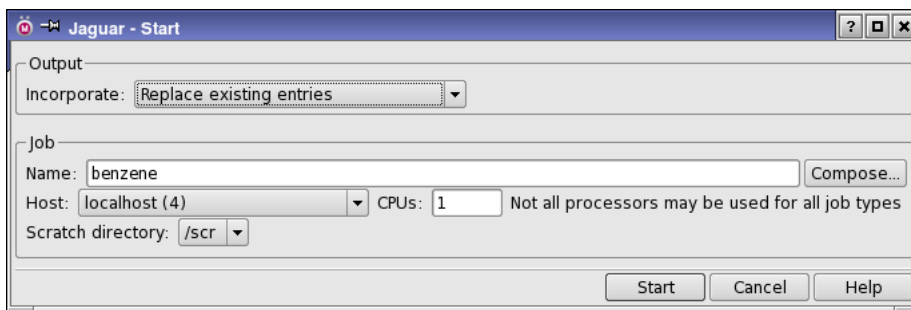 Jaguar - Start
Output
Incorporate: Replace existing entries
Job
Name: benzene Compose...
Host: localhost (4) CPUs: 1 Not all processors may be used for all job types
Scratch directory: /scr
Start Cancel Help